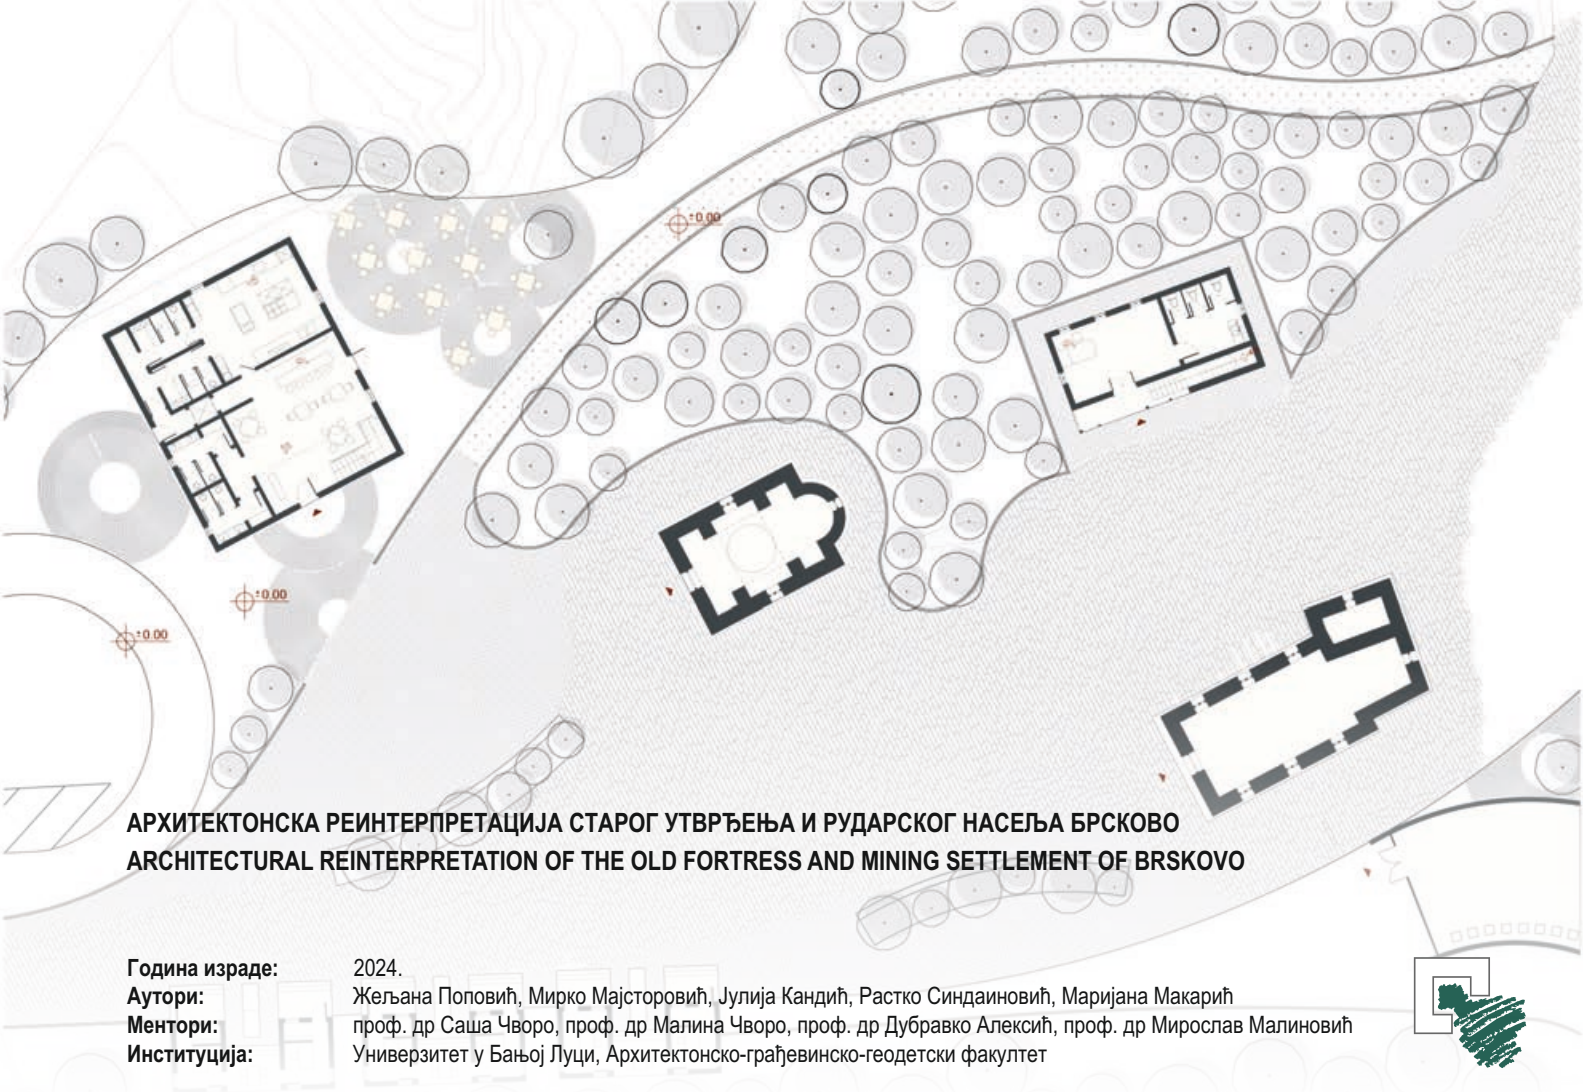 ±0.00
±0.00
±0.00
АРХИТЕКТОНСКА РЕИНТЕРПРЕТАЦИЈА СТАРОГ УТВРЂЕЊА И РУДАРСКОГ НАСЕЉА БРСКОВО
ARCHITECTURAL REINTERPRETATION OF THE OLD FORTRESS AND MINING SETTLEMENT OF BRSKOVO
Година израде: 2024.
Аутори: Жељана Поповић, Мирко Мајсторовић, Јулија Кандић, Растко Синдаиновић, Маријана Макарић
Ментори: проф. др Саша Чворо, проф. др Малина Чворо, проф. др Дубравко Алексић, проф. др Мирослав Малиновић
Институција: Универзитет у Бањој Луци, Архитектонско-грађевинско-геодетски факултет